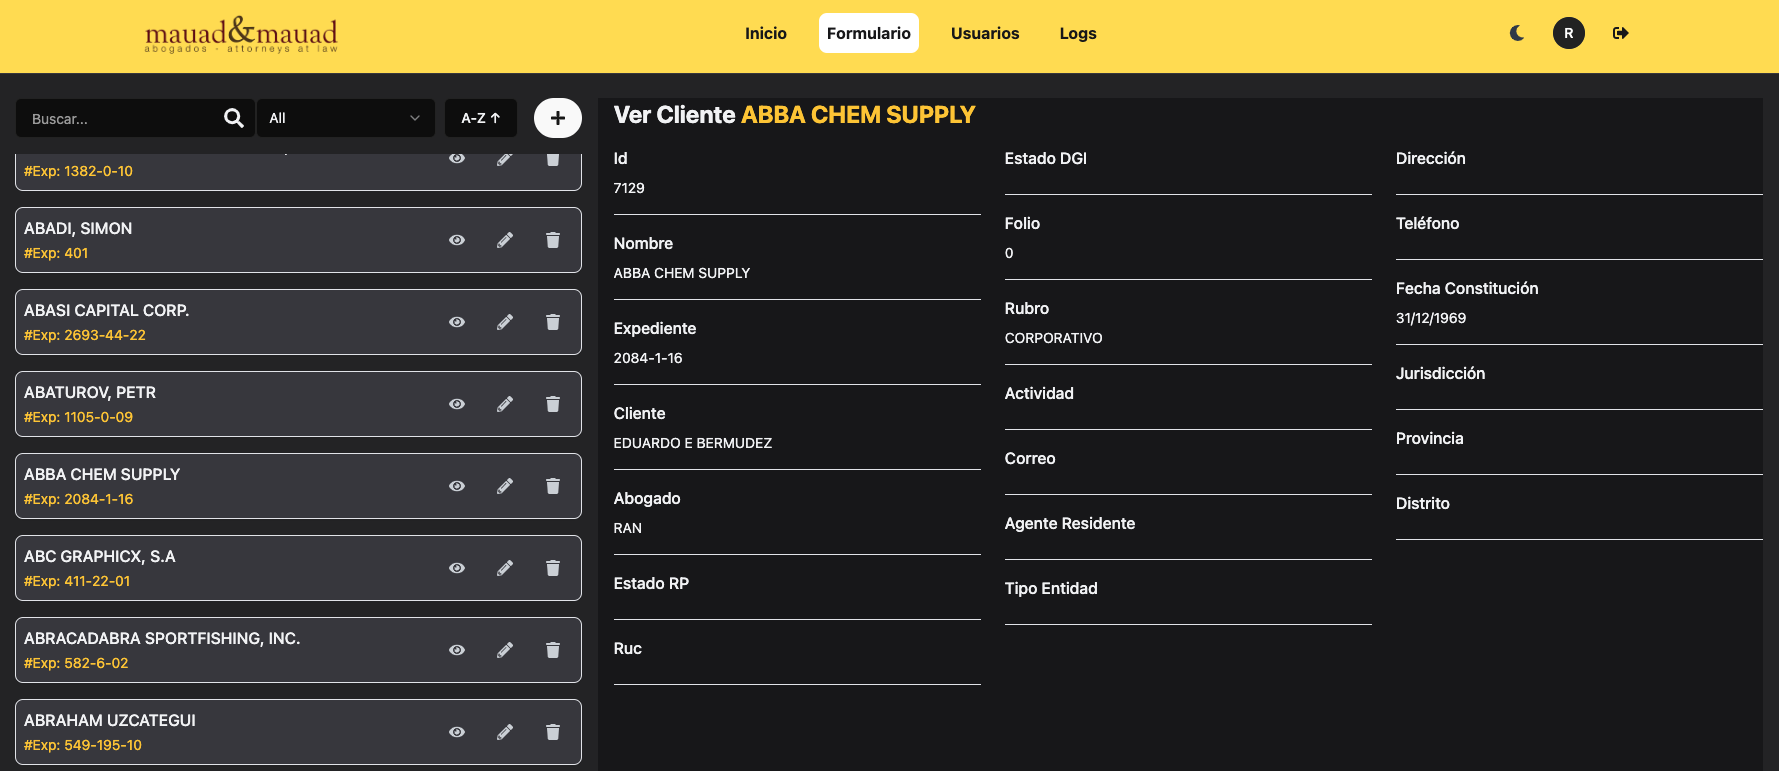 mauad&mauad
abogados - attorneys at law
Inicio
Formulario
Usuarios
Logs
R
Buscar...
All
A-Z ↑
+
#Exp: 1382-0-10
ABADI, SIMON
#Exp: 401
ABASI CAPITAL CORP.
#Exp: 2693-44-22
ABATUROV, PETR
#Exp: 1105-0-09
ABBA CHEM SUPPLY
#Exp: 2084-1-16
ABC GRAPHICX, S.A
#Exp: 411-22-01
ABRACADABRA SPORTFISHING, INC.
#Exp: 582-6-02
ABRAHAM UZCATEGUI
#Exp: 549-195-10
Ver Cliente ABBA CHEM SUPPLY
Id
7129
Nombre
ABBA CHEM SUPPLY
Expediente
2084-1-16
Cliente
EDUARDO E BERMUDEZ
Abogado
RAN
Estado RP
Ruc
Estado DGI
Folio
0
Rubro
CORPORATIVO
Actividad
Correo
Agente Residente
Tipo Entidad
Dirección
Teléfono
Fecha Constitución
31/12/1969
Jurisdicción
Provincia
Distrito